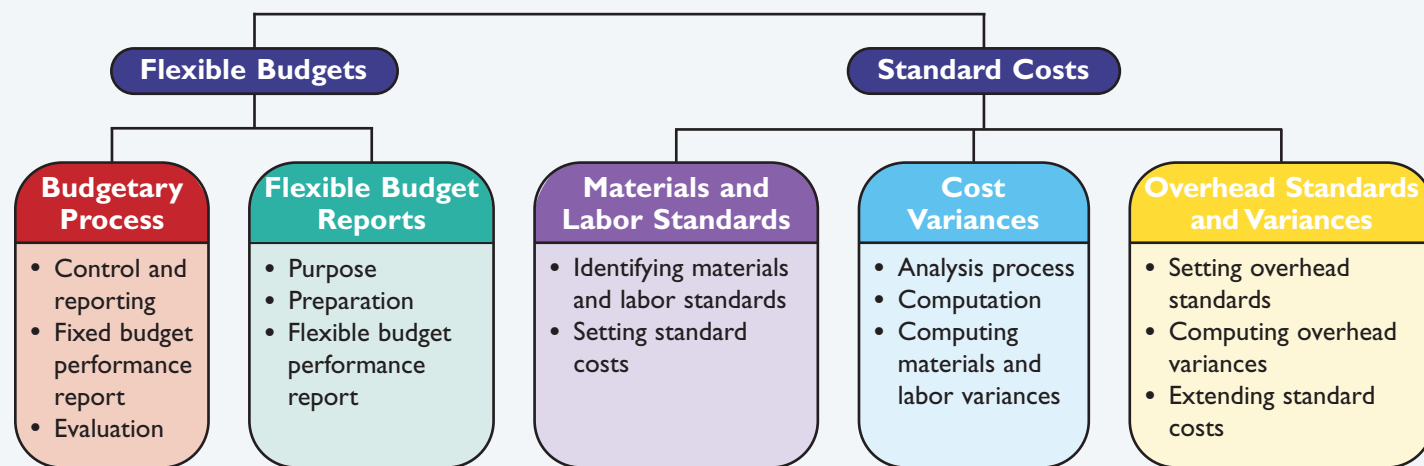 Flexible Budgets
Standard Costs
Budgetary
Process
• Control and
reporting
• Fixed budget
performance
report
• Evaluation
Flexible Budget
Reports
• Purpose
• Preparation
• Flexible budget
performance
report
Materials and
Labor Standards
• Identifying materials
and labor standards
• Setting standard
costs
Cost
Variances
• Analysis process
• Computation
• Computing
materials and
labor variances
Overhead Standards
and Variances
• Setting overhead
standards
• Computing overhead
variances
• Extending standard
costs